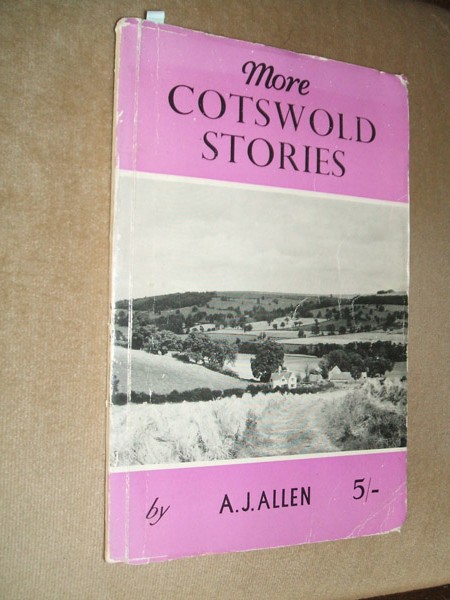 More
COTSWOLD
STORIES
by A.J.ALLEN 5/-